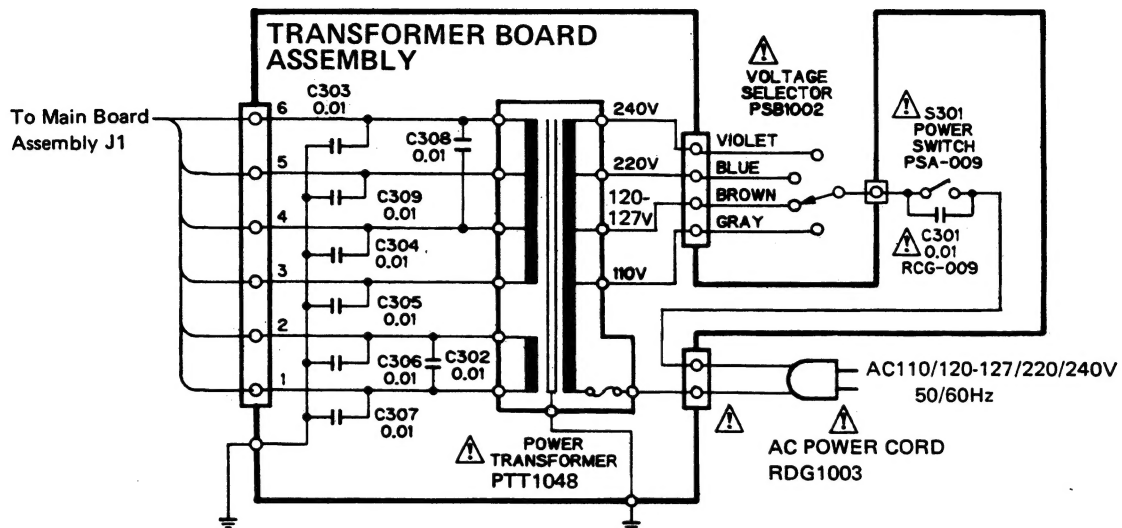 TRANSFORMER BOARD
ASSEMBLY
To Main Board
Assembly J1
6
5
4
3
2
1
C303
0.01
C308
0.01
C309
0.01
C304
0.01
C305
0.01
C306
0.01
C302
0.01
C307
0.01
240V
220V
120-
127V
110V
VOLTAGE
SELECTOR
PSB1002
VIOLET
BLUE
BROWN
GRAY
S301
POWER
SWITCH
PSA-009
C301
0.01
RCG-009
POWER
TRANSFORMER
PTT1048
AC110/120-127/220/240V
50/60Hz
AC POWER CORD
RDG1003